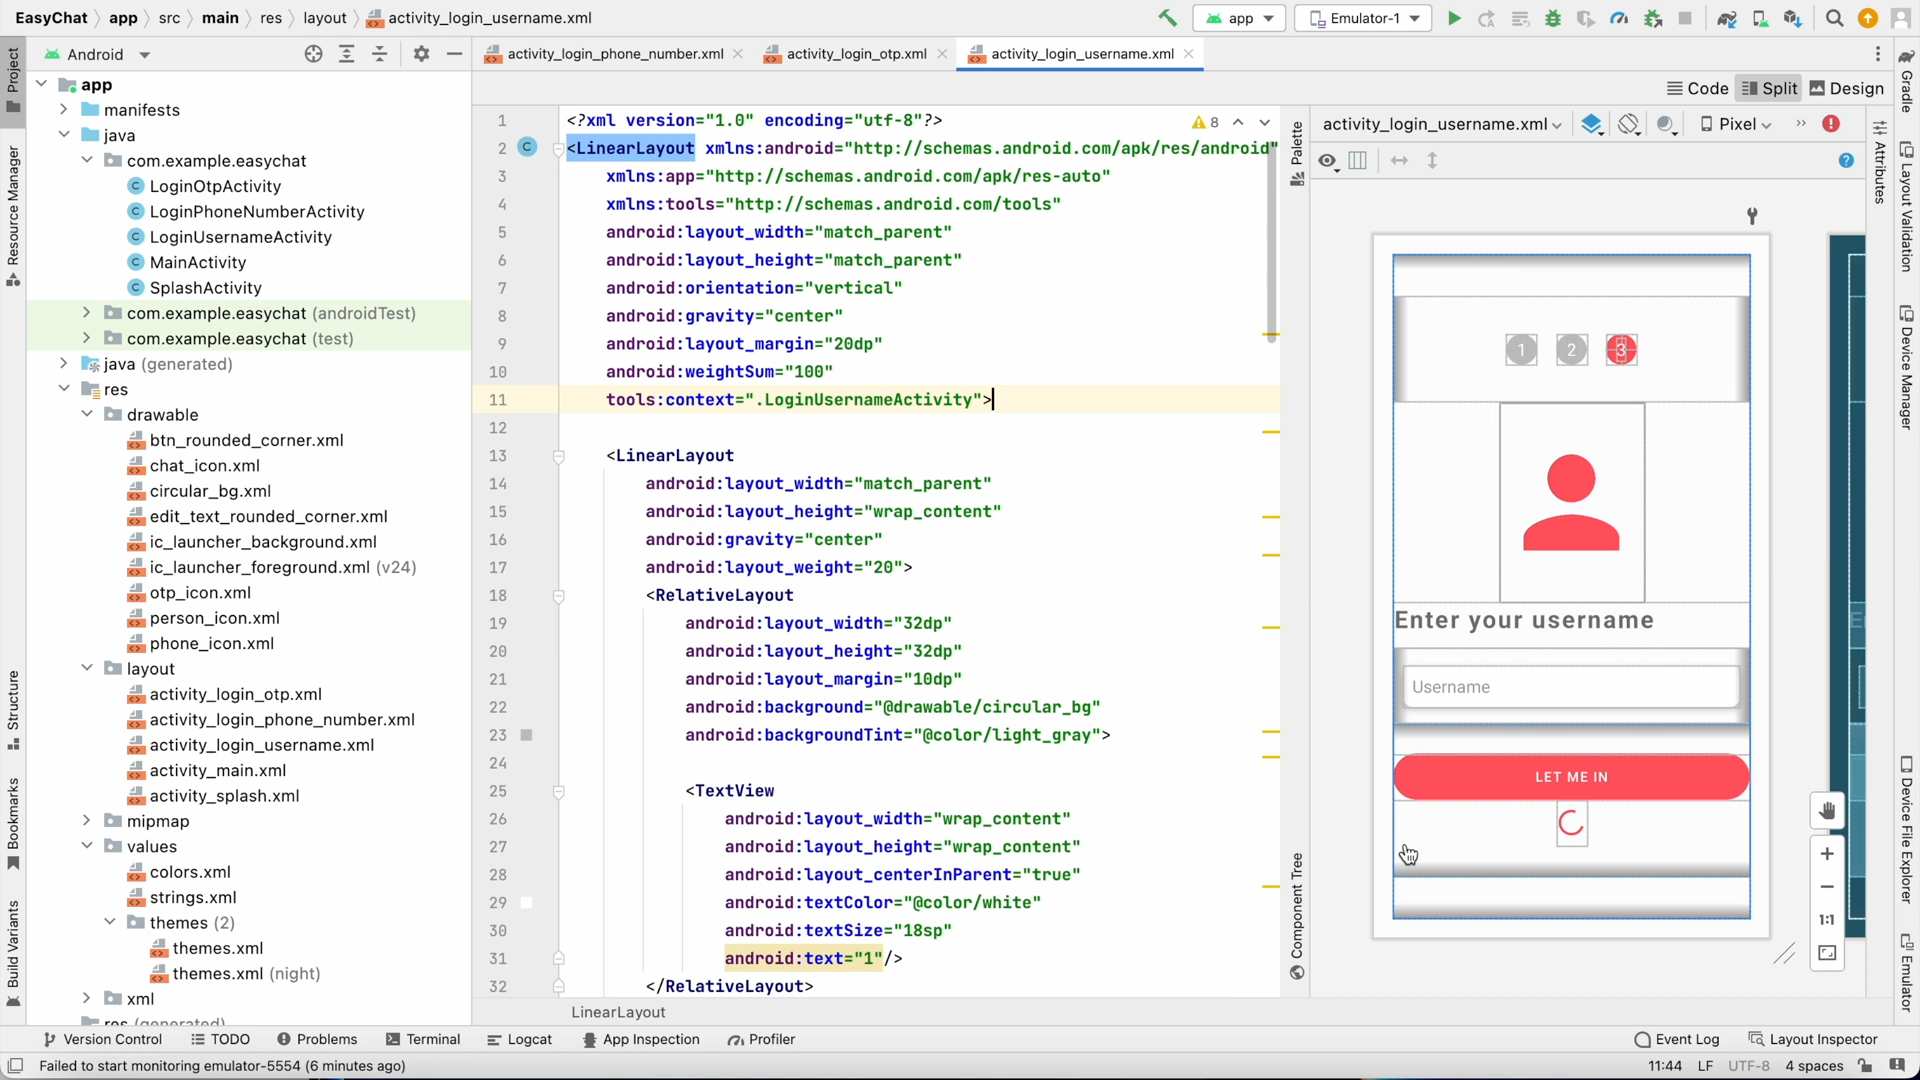 EasyChat app src main res layout activity_login_username.xml
app Emulator-1
Android
activity_login_phone_number.xml activity_login_otp.xml activity_login_username.xml
Code Split Design
activity_login_username.xml Pixel
Project
Resource Manager
Structure
Bookmarks
Build Variants
app
manifests
java
com.example.easychat
LoginOtpActivity
LoginPhoneNumberActivity
LoginUsernameActivity
MainActivity
SplashActivity
com.example.easychat (androidTest)
com.example.easychat (test)
java (generated)
res
drawable
btn_rounded_corner.xml
chat_icon.xml
circular_bg.xml
edit_text_rounded_corner.xml
ic_launcher_background.xml
ic_launcher_foreground.xml (v24)
otp_icon.xml
person_icon.xml
phone_icon.xml
layout
activity_login_otp.xml
activity_login_phone_number.xml
activity_login_username.xml
activity_main.xml
activity_splash.xml
mipmap
values
colors.xml
strings.xml
themes (2)
themes.xml
themes.xml (night)
xml
res (generated)
8
1 <?xml version="1.0" encoding="utf-8"?>
2 <LinearLayout xmlns:android="http://schemas.android.com/apk/res/android"
3 xmlns:app="http://schemas.android.com/apk/res-auto"
4 xmlns:tools="http://schemas.android.com/tools"
5 android:layout_width="match_parent"
6 android:layout_height="match_parent"
7 android:orientation="vertical"
8 android:gravity="center"
9 android:layout_margin="20dp"
10 android:weightSum="100"
11 tools:context=".LoginUsernameActivity">
12
13 <LinearLayout
14 android:layout_width="match_parent"
15 android:layout_height="wrap_content"
16 android:gravity="center"
17 android:layout_weight="20">
18 <RelativeLayout
19 android:layout_width="32dp"
20 android:layout_height="32dp"
21 android:layout_margin="10dp"
22 android:background="@drawable/circular_bg"
23 android:backgroundTint="@color/light_gray">
24
25 <TextView
26 android:layout_width="wrap_content"
27 android:layout_height="wrap_content"
28 android:layout_centerInParent="true"
29 android:textColor="@color/white"
30 android:textSize="18sp"
31 android:text="1"/>
32 </RelativeLayout>
LinearLayout
Palette
Component Tree
1 2 3
Enter your username
Username
LET ME IN
1:1
Attributes
Gradle
Layout Validation
Device Manager
Device File Explorer
Emulator
Version Control TODO Problems Terminal Logcat App Inspection Profiler Event Log Layout Inspector
Failed to start monitoring emulator-5554 (6 minutes ago) 11:44 LF UTF-8 4 spaces